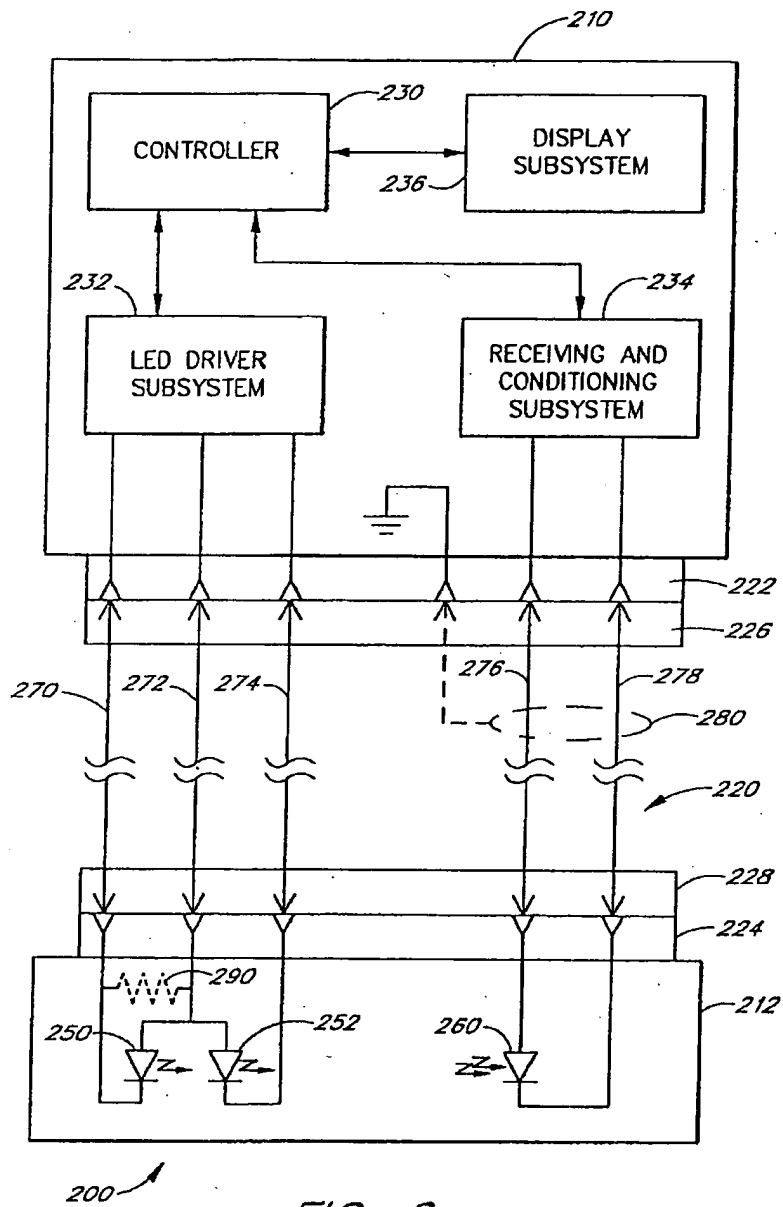 210
230
CONTROLLER
DISPLAY
SUBSYSTEM
236
232
234
LED DRIVER
SUBSYSTEM
RECEIVING AND
CONDITIONING
SUBSYSTEM
222
226
270
272
274
276
278
280
220
228
224
290
212
250
252
260
200